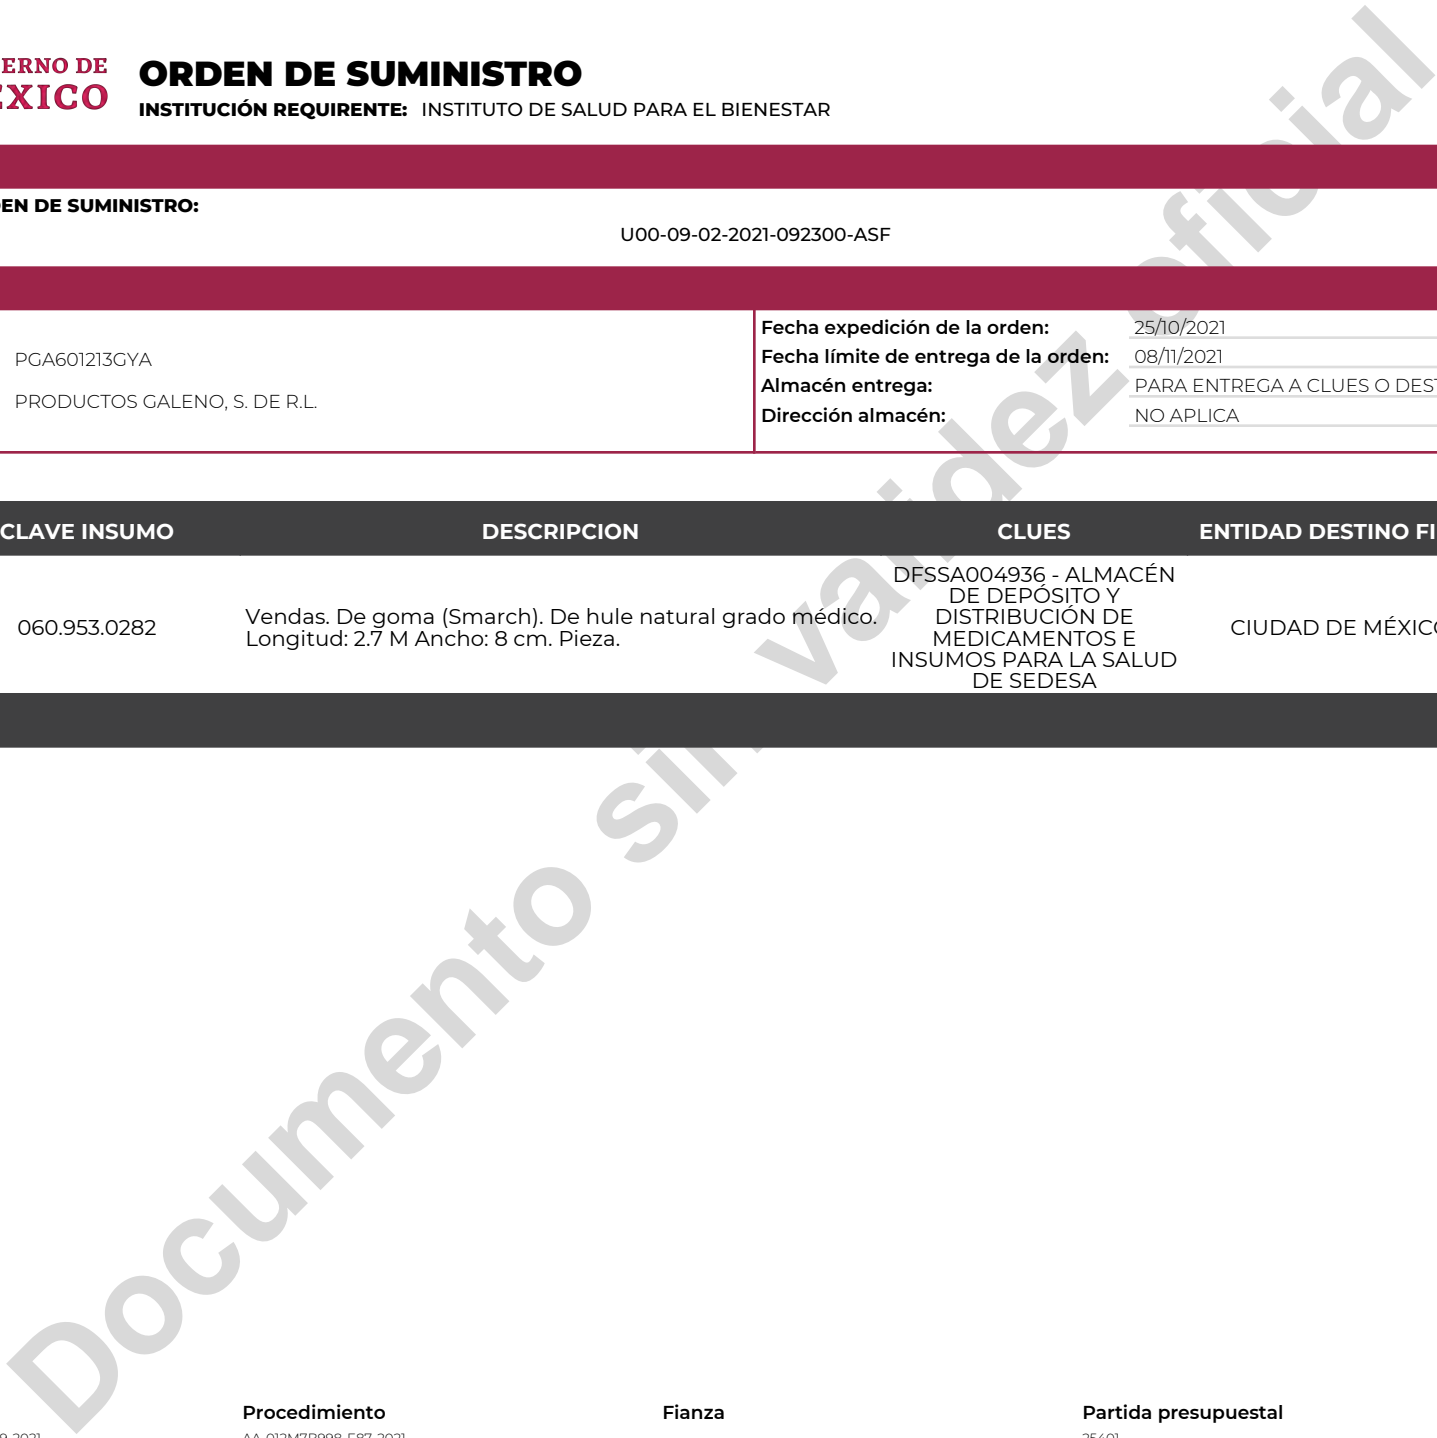 ERNO DE
ÉXICO
ORDEN DE SUMINISTRO
INSTITUCIÓN REQUIRENTE: INSTITUTO DE SALUD PARA EL BIENESTAR
EN DE SUMINISTRO:
U00-09-02-2021-092300-ASF
PGA601213GYA
PRODUCTOS GALENO, S. DE R.L.
Fecha expedición de la orden: 25/10/2021
Fecha límite de entrega de la orden: 08/11/2021
Almacén entrega: PARA ENTREGA A CLUES O DEST
Dirección almacén: NO APLICA
CLAVE INSUMO DESCRIPCION CLUES ENTIDAD DESTINO FI
060.953.0282
Vendas. De goma (Smarch). De hule natural grado médico.
Longitud: 2.7 M Ancho: 8 cm. Pieza.
DFSSA004936 - ALMACÉN
DE DEPÓSITO Y
DISTRIBUCIÓN DE
MEDICAMENTOS E
INSUMOS PARA LA SALUD
DE SEDESA
CIUDAD DE MÉXICO
Documento sin validez oficial
Procedimiento Fianza Partida presupuestal